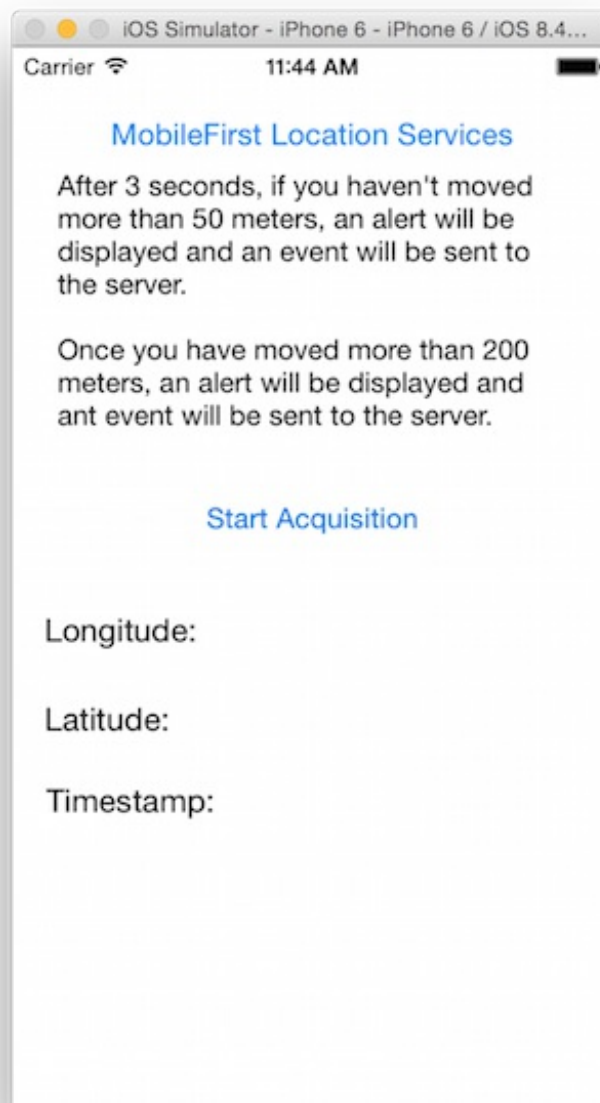 iOS Simulator - iPhone 6 - iPhone 6 / iOS 8.4...
Carrier 11:44 AM
MobileFirst Location Services
After 3 seconds, if you haven't moved
more than 50 meters, an alert will be
displayed and an event will be sent to
the server.
Once you have moved more than 200
meters, an alert will be displayed and
ant event will be sent to the server.
Start Acquisition
Longitude:
Latitude:
Timestamp: